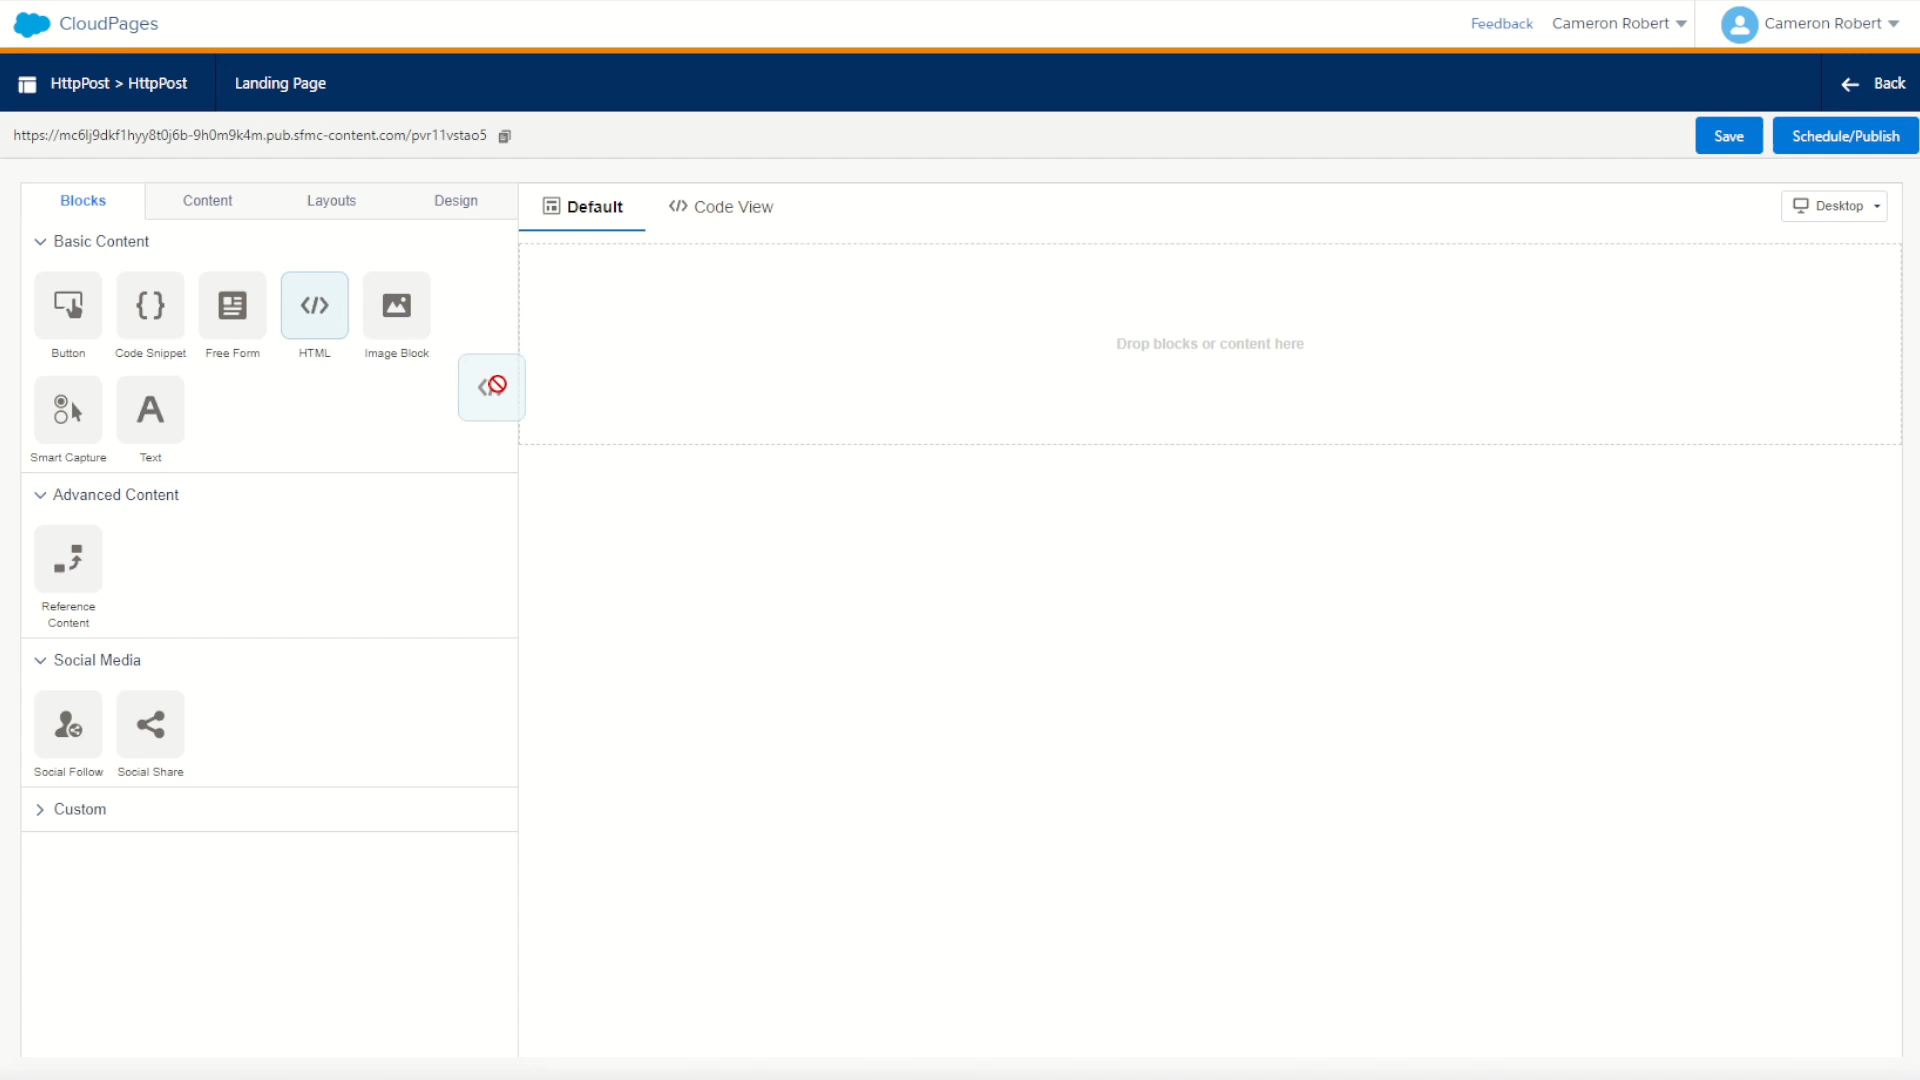 CloudPages
Feedback
Cameron Robert
Cameron Robert
HttpPost > HttpPost
Landing Page
Back
https://mc6lj9dkf1hyy8t0j6b-9h0m9k4m.pub.sfmc-content.com/pvr11vstao5
Save
Schedule/Publish
Blocks
Content
Layouts
Design
Default
Code View
Desktop
Basic Content
Button
Code Snippet
Free Form
HTML
Image Block
Drop blocks or content here
Smart Capture
Text
Advanced Content
Reference
Content
Social Media
Social Follow
Social Share
Custom